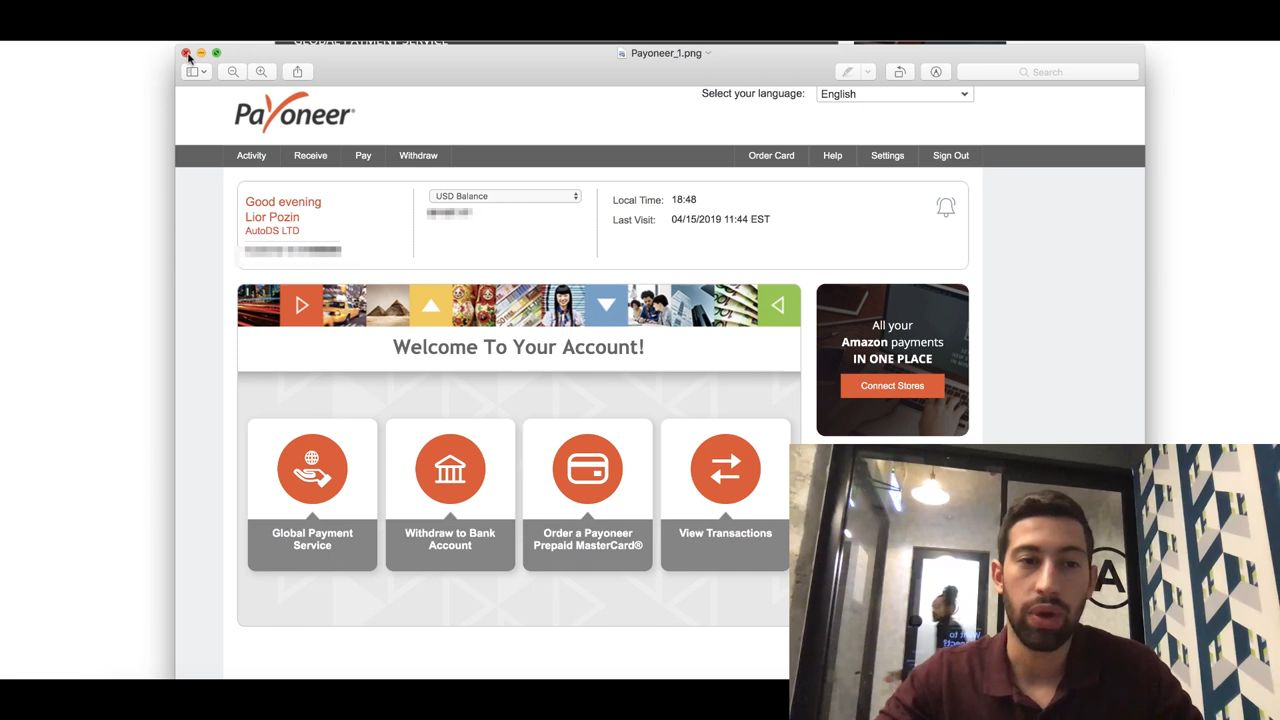 Payoneer_1.png
Search
Select your language:
English
Payoneer
Activity
Receive
Pay
Withdraw
Order Card
Help
Settings
Sign Out
Good evening
Lior Pozin
AutoDS LTD
USD Balance
Local Time: 18:48
Last Visit: 04/15/2019 11:44 EST
Welcome To Your Account!
All your
Amazon payments
IN ONE PLACE
Connect Stores
Global Payment
Service
Withdraw to Bank
Account
Order a Payoneer
Prepaid MasterCard®
View Transactions
A